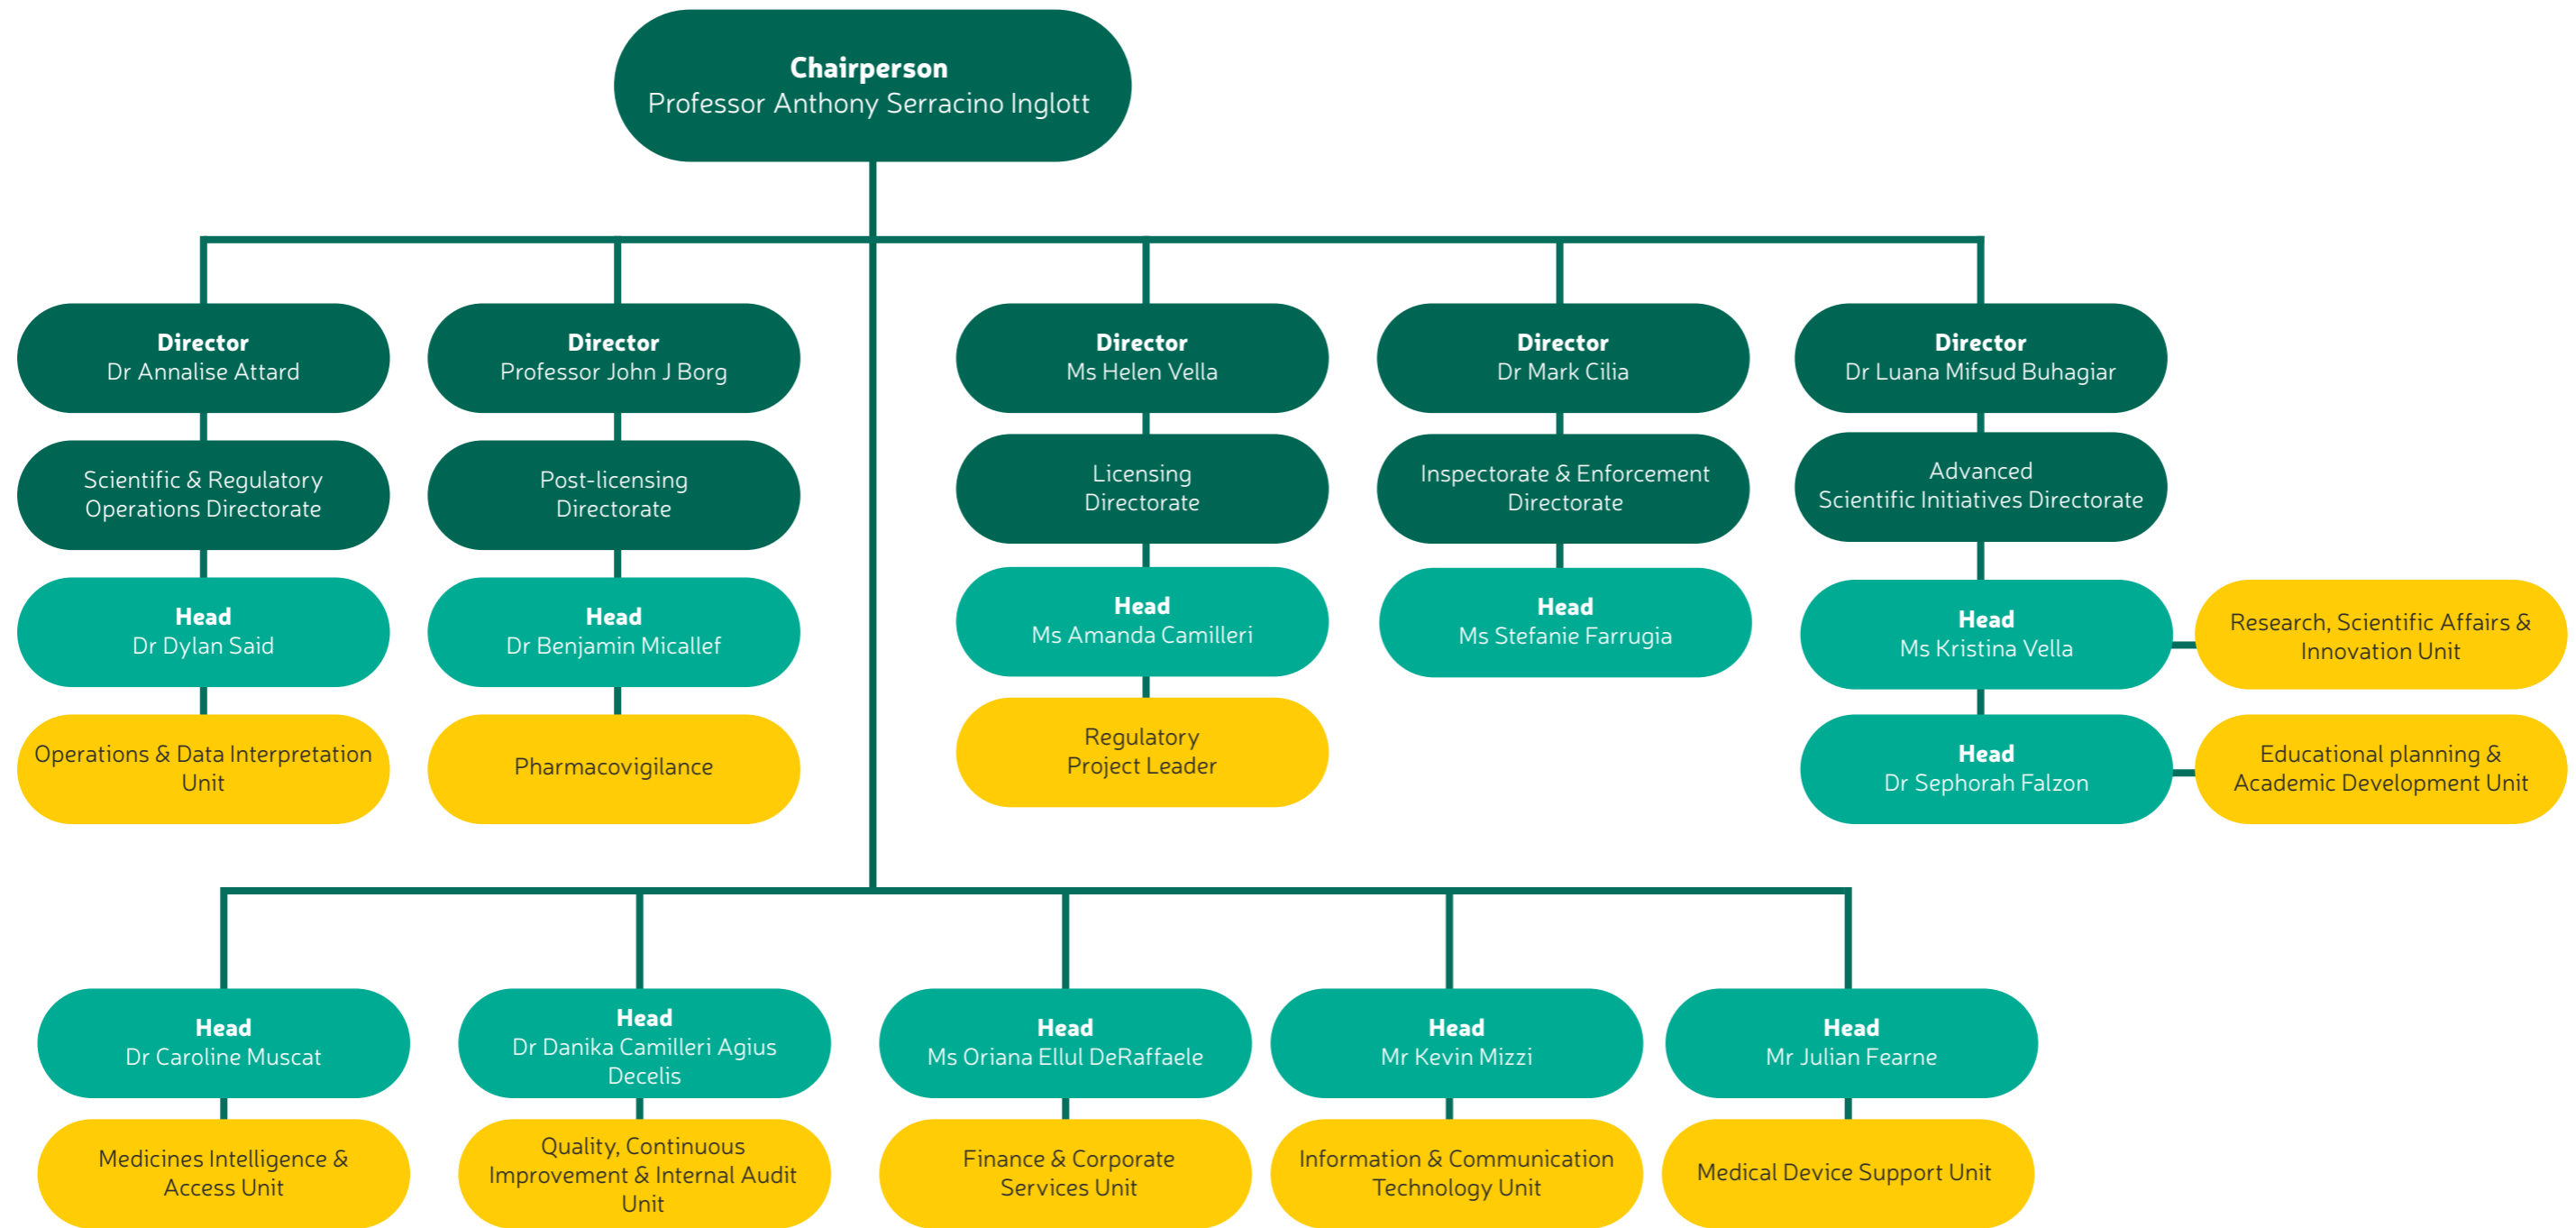 Chairperson
Professor Anthony Serracino Inglott
Director
Dr Annalise Attard
Director
Professor John J Borg
Director
Ms Helen Vella
Director
Dr Mark Cilia
Director
Dr Luana Mifsud Buhagiar
Scientific & Regulatory
Operations Directorate
Post-licensing
Directorate
Licensing
Directorate
Inspectorate & Enforcement
Directorate
Advanced
Scientific Initiatives Directorate
Head
Dr Dylan Said
Head
Dr Benjamin Micallef
Head
Ms Amanda Camilleri
Head
Ms Stefanie Farrugia
Head
Ms Kristina Vella
Research, Scientific Affairs &
Innovation Unit
Operations & Data Interpretation
Unit
Pharmacovigilance
Regulatory
Project Leader
Head
Dr Sephorah Falzon
Educational planning &
Academic Development Unit
Head
Dr Caroline Muscat
Head
Dr Danika Camilleri Agius
Decelis
Head
Ms Oriana Ellul DeRaffaele
Head
Mr Kevin Mizzi
Head
Mr Julian Fearne
Medicines Intelligence &
Access Unit
Quality, Continuous
Improvement & Internal Audit
Unit
Finance & Corporate
Services Unit
Information & Communication
Technology Unit
Medical Device Support Unit